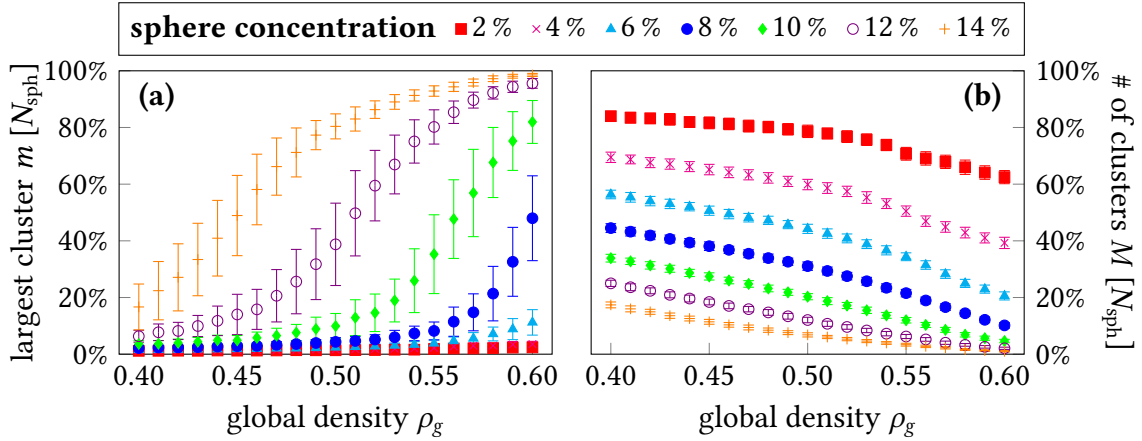 sphere concentration 2 % 4 % 6 % 8 % 10 % 12 % 14 %
largest cluster m [N_sph]
100%
80%
60%
40%
20%
0%
(a)
0.40 0.45 0.50 0.55 0.60
global density ρ_g
(b)
0.40 0.45 0.50 0.55 0.60
global density ρ_g
100%
80%
60%
40%
20%
0%
# of clusters M [N_sph]